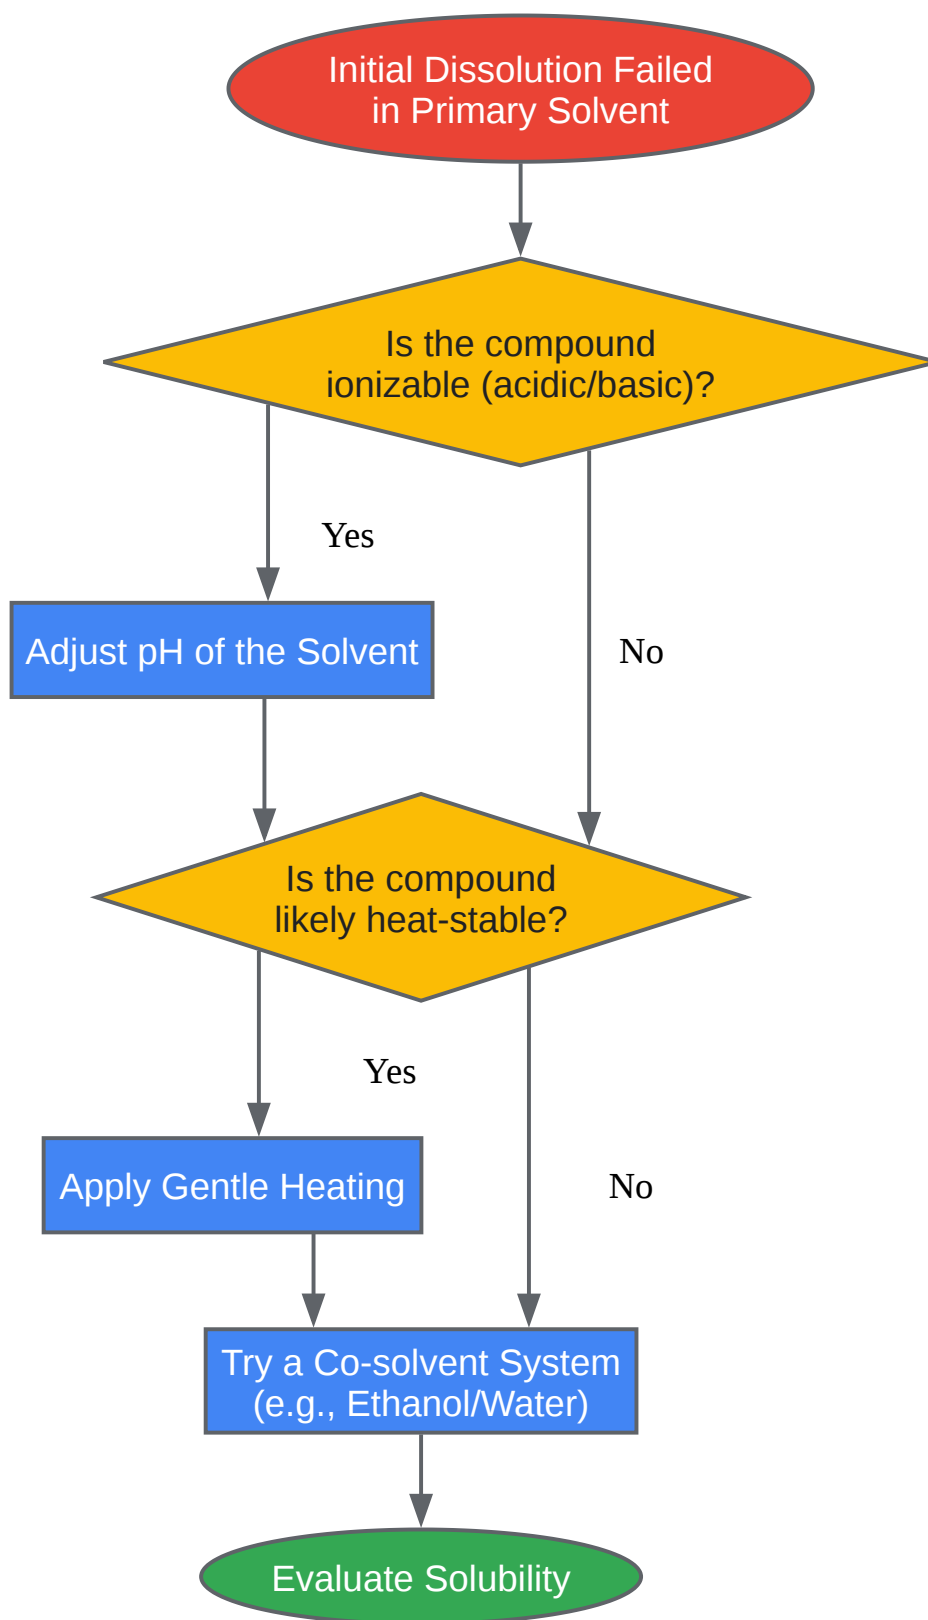 Initial Dissolution Failed
in Primary Solvent
Is the compound
ionizable (acidic/basic)?
Yes
Adjust pH of the Solvent
No
Is the compound
likely heat-stable?
Yes
Apply Gentle Heating
No
Try a Co-solvent System
(e.g., Ethanol/Water)
Evaluate Solubility